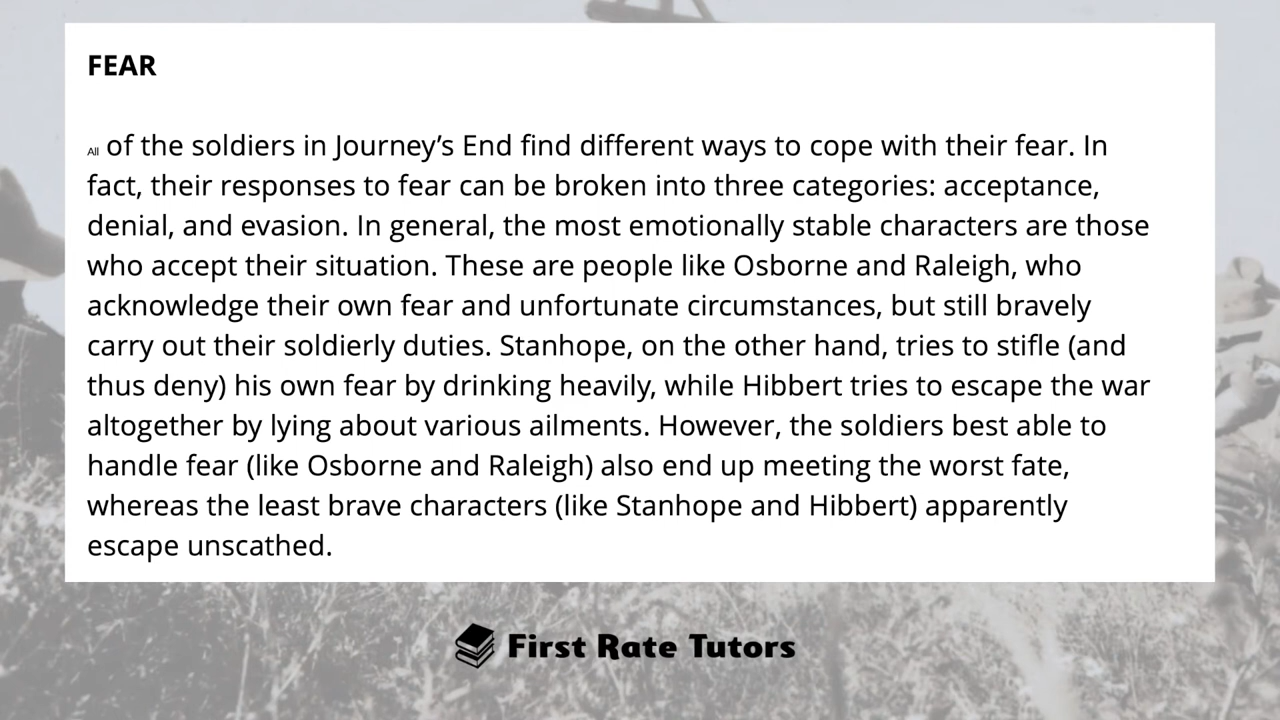 FEAR
All of the soldiers in Journey’s End find different ways to cope with their fear. In
fact, their responses to fear can be broken into three categories: acceptance,
denial, and evasion. In general, the most emotionally stable characters are those
who accept their situation. These are people like Osborne and Raleigh, who
acknowledge their own fear and unfortunate circumstances, but still bravely
carry out their soldierly duties. Stanhope, on the other hand, tries to stifle (and
thus deny) his own fear by drinking heavily, while Hibbert tries to escape the war
altogether by lying about various ailments. However, the soldiers best able to
handle fear (like Osborne and Raleigh) also end up meeting the worst fate,
whereas the least brave characters (like Stanhope and Hibbert) apparently
escape unscathed.
First Rate Tutors